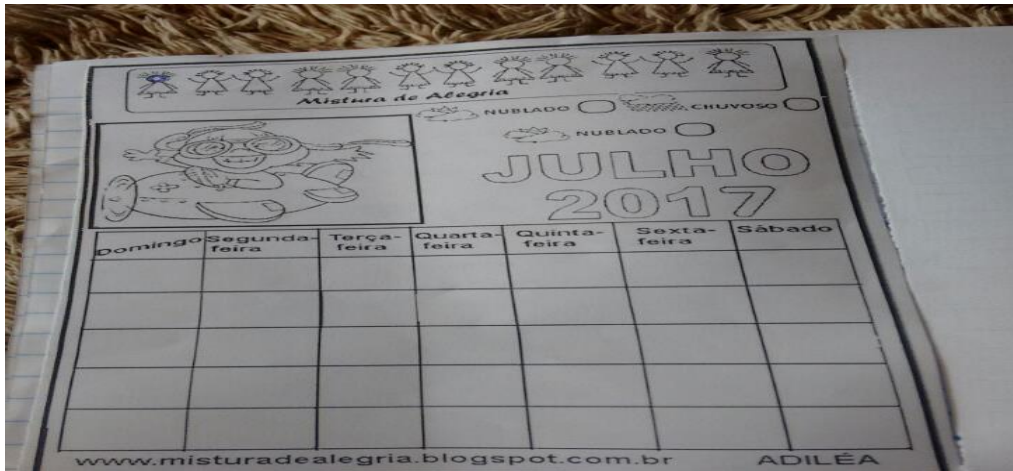 Mistura de Alegria
NUBLADO CHUVOSO
NUBLADO
JULHO
2017
Domingo Segunda-feira Terça-feira Quarta-feira Quinta-feira Sexta-feira Sábado
www.misturadealegria.blogspot.com.br ADILÉA